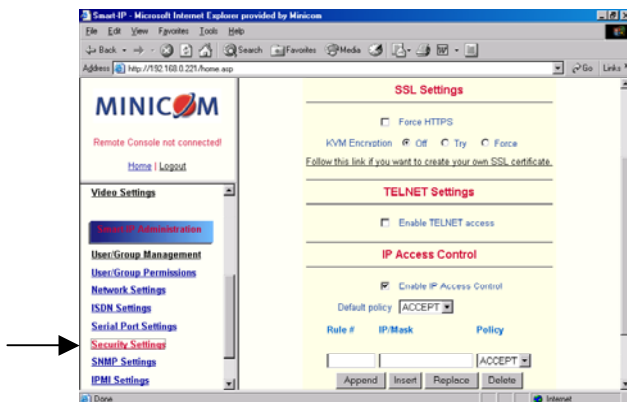 Smart-IP - Microsoft Internet Explorer provided by Minicom
File Edit View Favorites Tools Help
Back Search Favorites Media
Address http://192.168.0.221/home.asp Go Links
MINICOM
Remote Console not connected!
Home | Logout
Video Settings
Smart-IP Administration
User/Group Management
User/Group Permissions
Network Settings
ISDN Settings
Serial Port Settings
Security Settings
SNMP Settings
IPMI Settings
SSL Settings
Force HTTPS
KVM Encryption Off Try Force
Follow this link if you want to create your own SSL certificate.
TELNET Settings
Enable TELNET access
IP Access Control
Enable IP Access Control
Default policy ACCEPT
Rule # IP/Mask Policy
ACCEPT
Append Insert Replace Delete
Done Internet